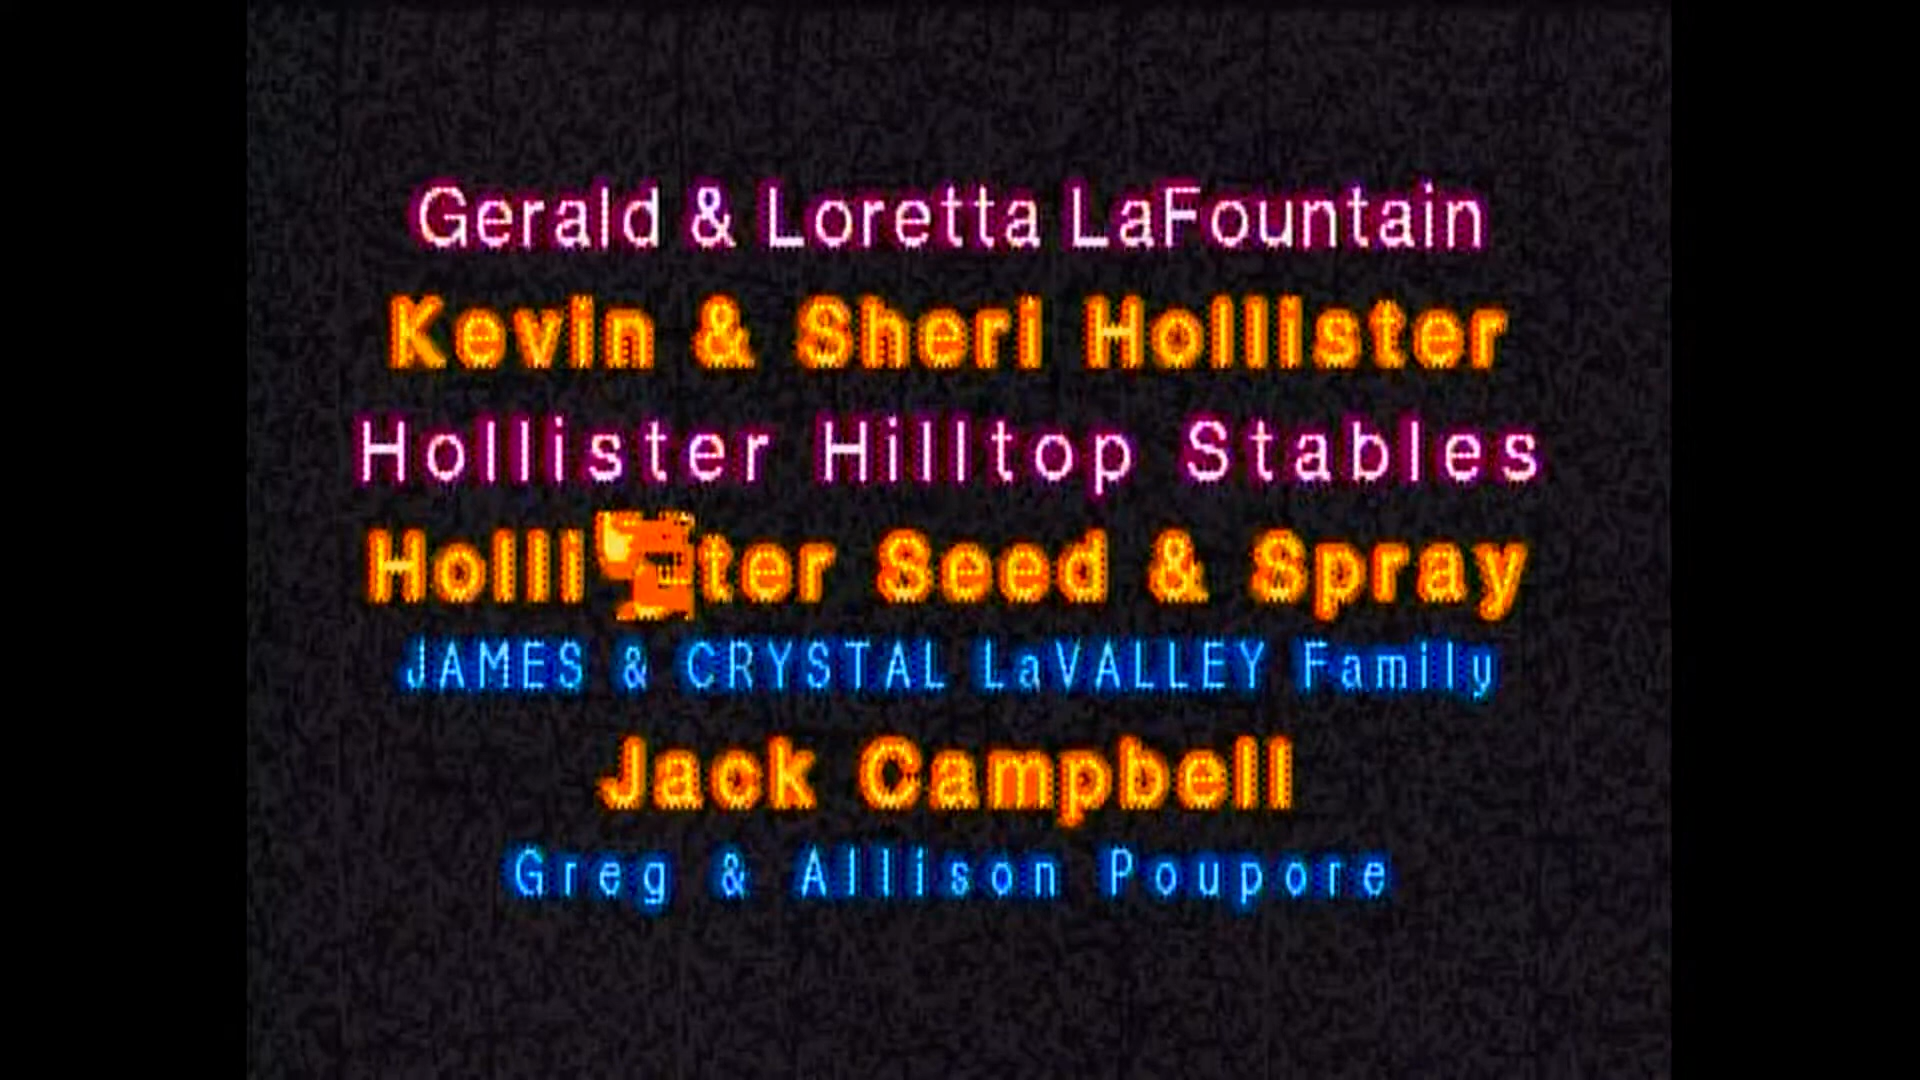 Gerald & Loretta LaFountain
Kevin & Sheri Hollister
Hollister Hilltop Stables
Hollister Seed & Spray
JAMES & CRYSTAL LaVALLEY Family
Jack Campbell
Greg & Allison Poupore